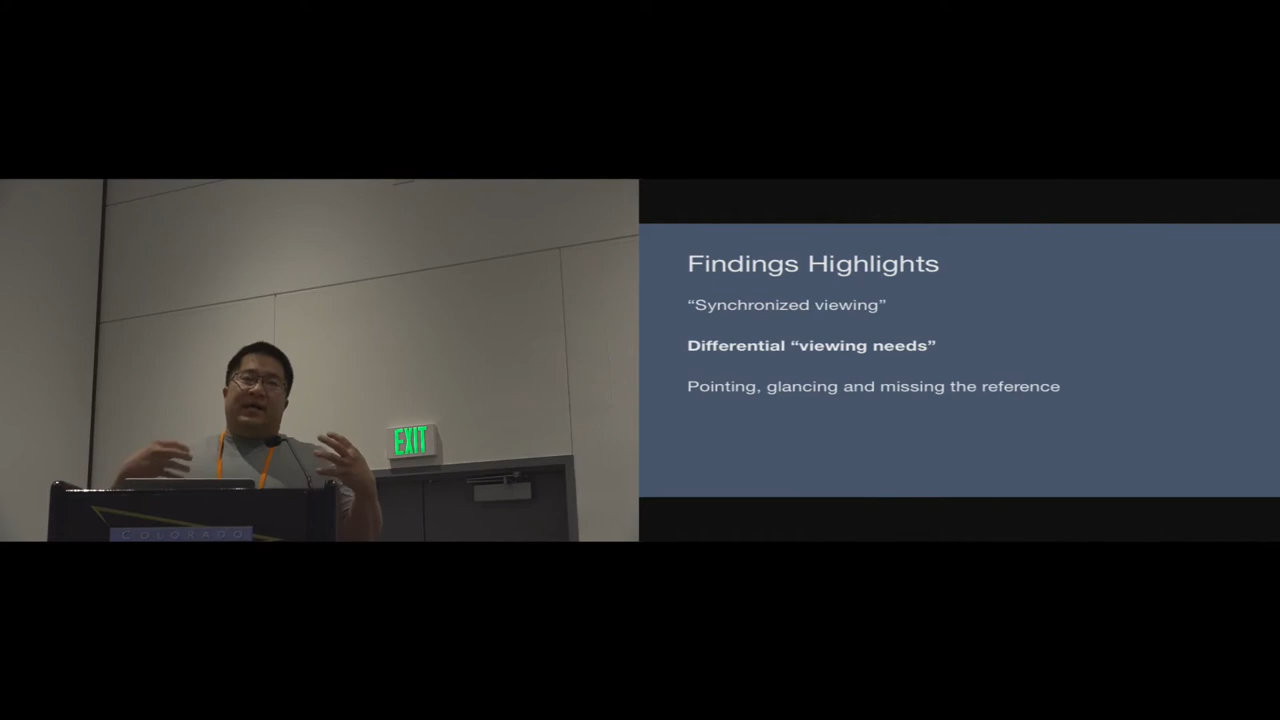 EXIT
COLORADO
Findings Highlights
“Synchronized viewing”
Differential “viewing needs”
Pointing, glancing and missing the reference